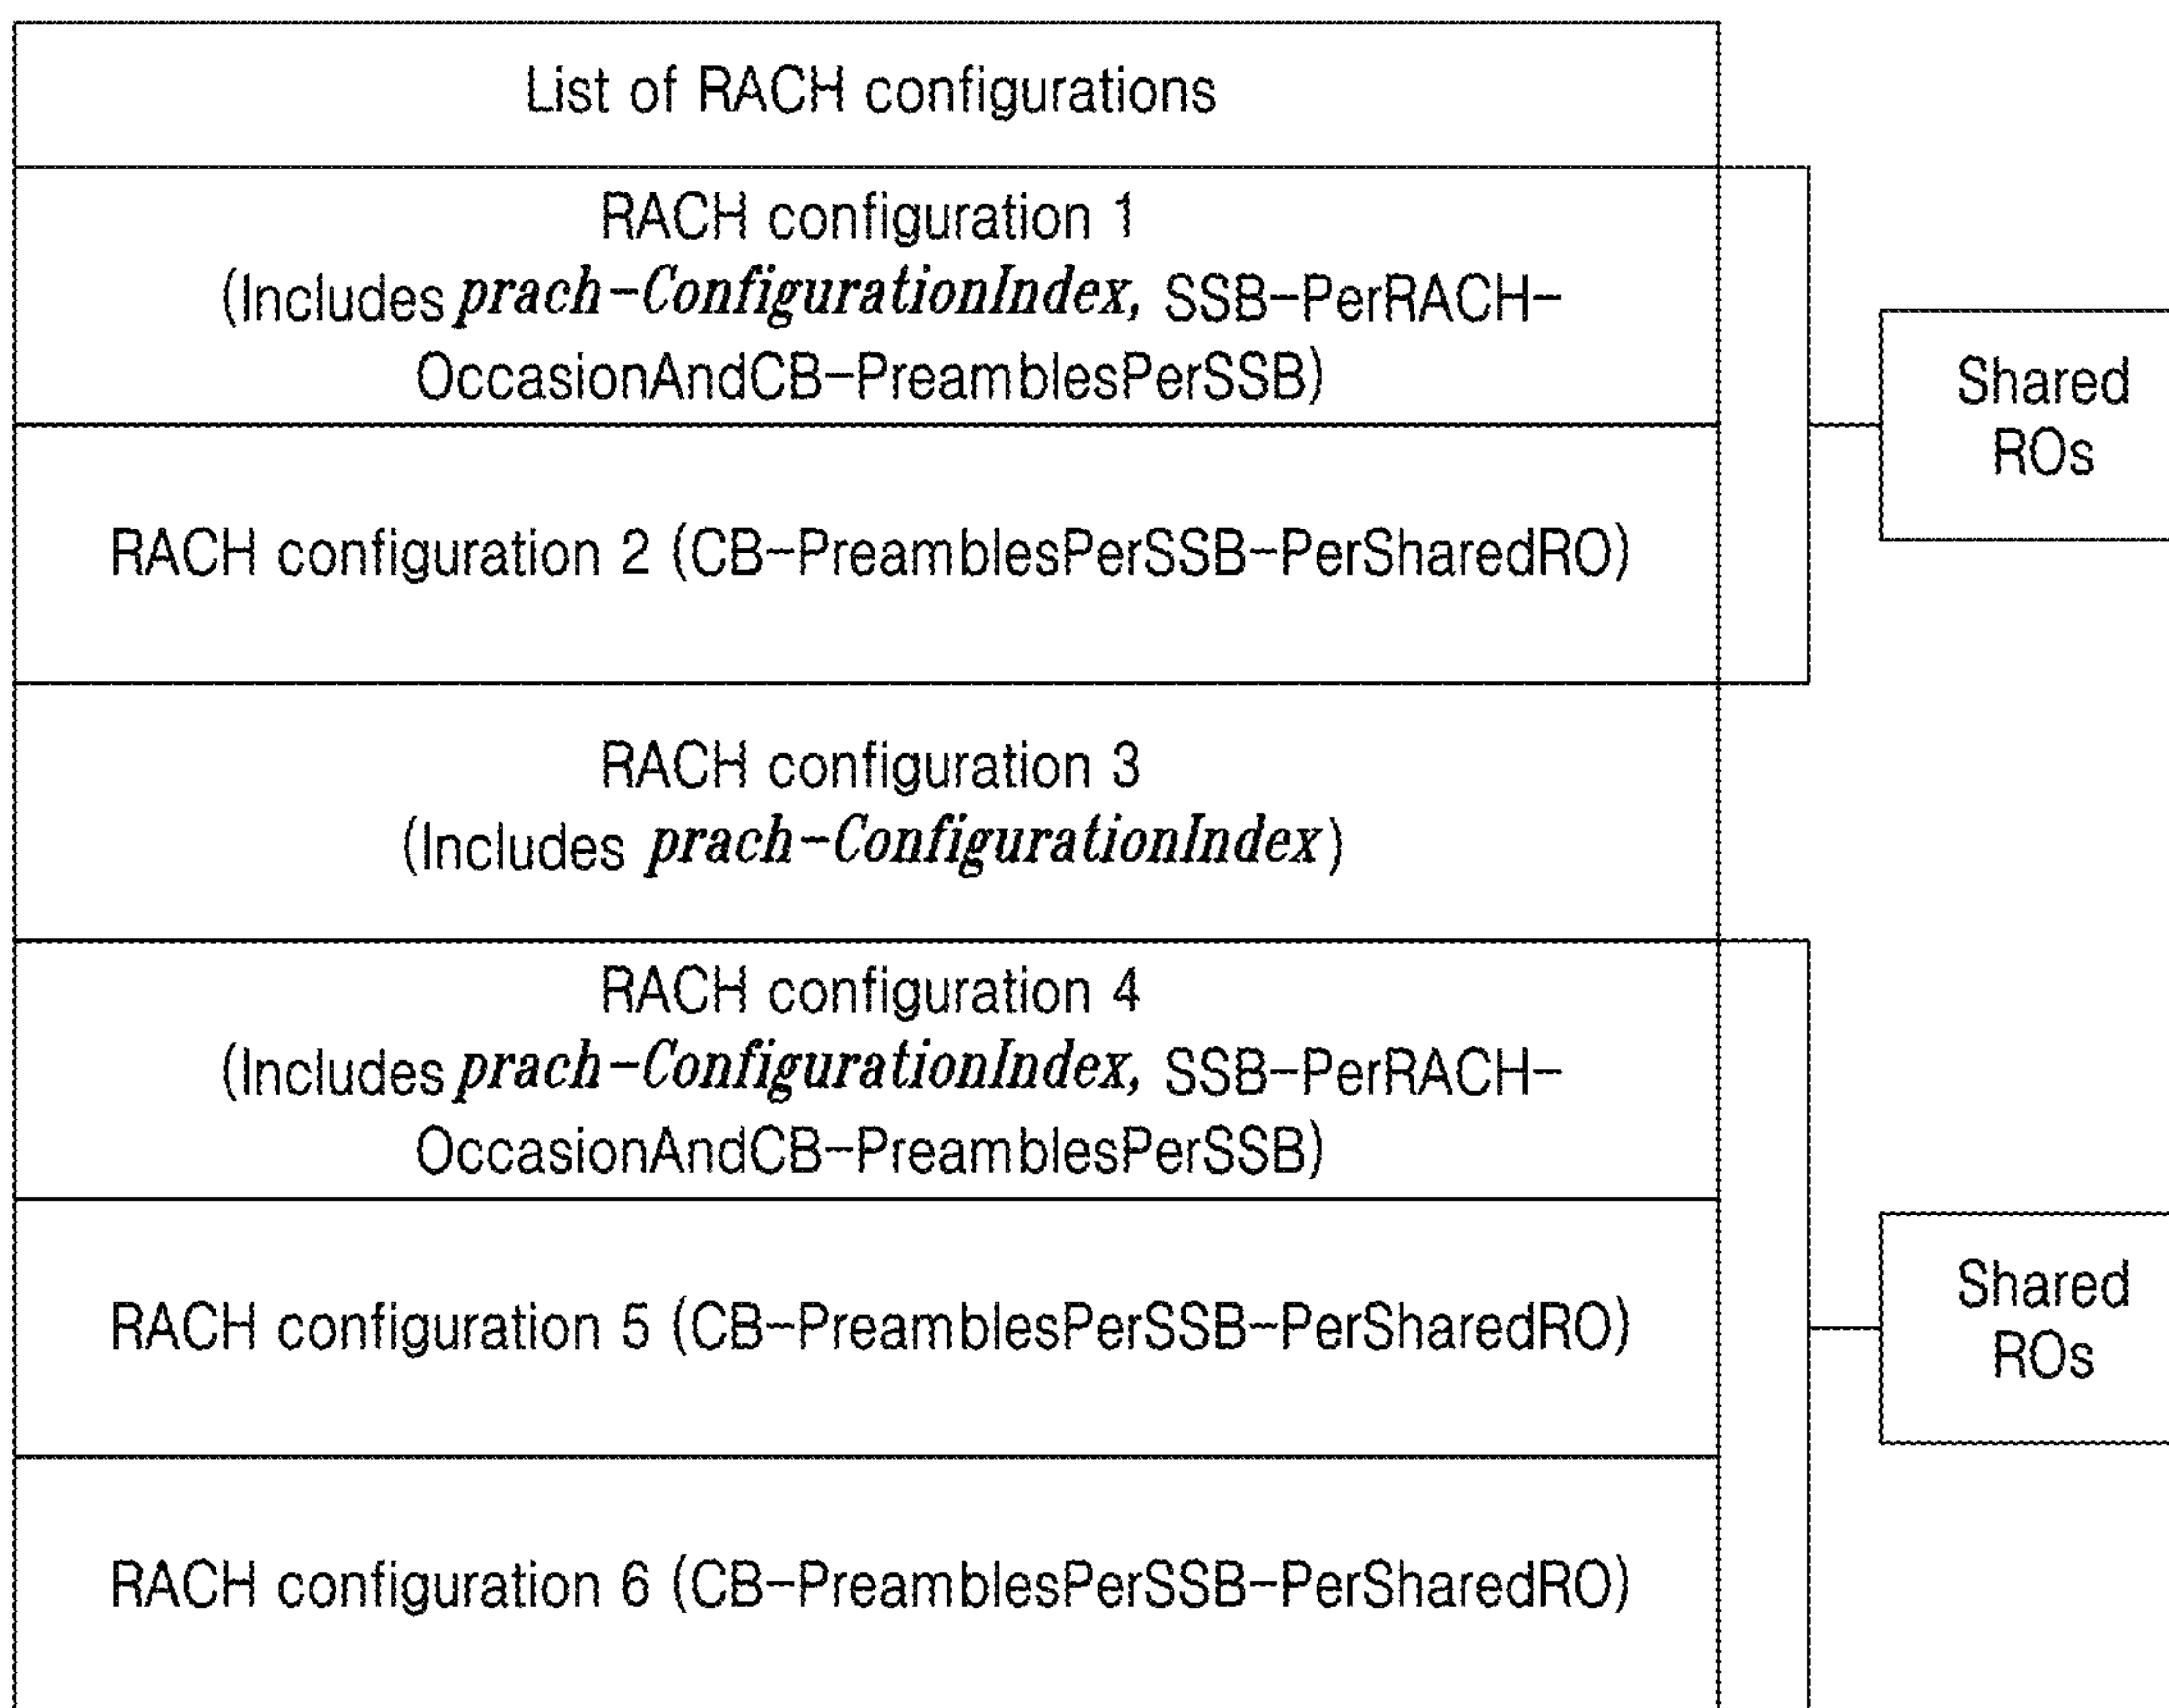 List of RACH configurations
RACH configuration 1
(Includes prach-ConfigurationIndex, SSB-PerRACH-
OccasionAndCB-PreamblesPerSSB)
Shared
ROs
RACH configuration 2 (CB-PreamblesPerSSB-PerSharedRO)
RACH configuration 3
(Includes prach-ConfigurationIndex)
RACH configuration 4
(Includes prach-ConfigurationIndex, SSB-PerRACH-
OccasionAndCB-PreamblesPerSSB)
RACH configuration 5 (CB-PreamblesPerSSB-PerSharedRO)
Shared
ROs
RACH configuration 6 (CB-PreamblesPerSSB-PerSharedRO)